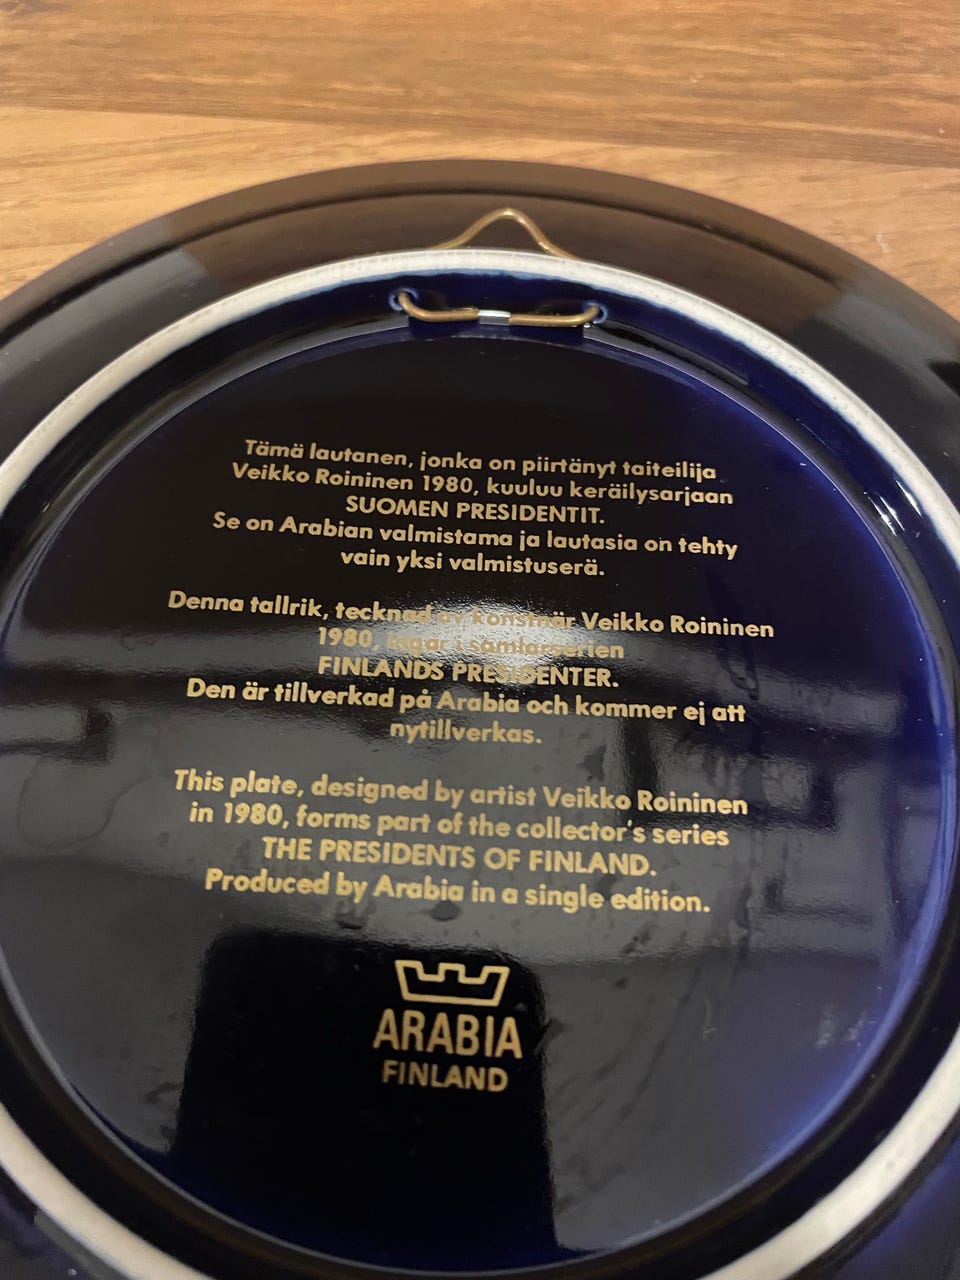 Tämä lautanen, jonka on piirtänyt taiteilija
Veikko Roininen 1980, kuuluu keräilysarjaan
SUOMEN PRESIDENTIT.
Se on Arabian valmistama ja lautasia on tehty
vain yksi valmistuserä.
Denna tallrik, tecknad av konstnär Veikko Roininen
1980, ingår i samlarserien
FINLANDS PRESIDENTER.
Den är tillverkad på Arabia och kommer ej att
nytillverkas.
This plate, designed by artist Veikko Roininen
in 1980, forms part of the collector's series
THE PRESIDENTS OF FINLAND.
Produced by Arabia in a single edition.
ARABIA
FINLAND